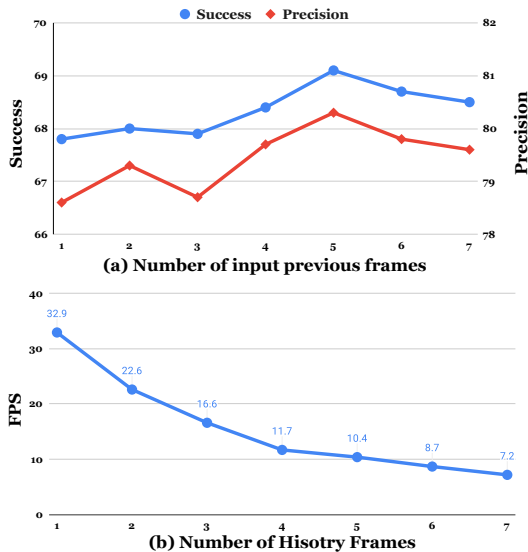 Success Precision
70 82
69 81
68 80
67 79
66 78
Success
Precision
1 2 3 4 5 6 7
(a) Number of input previous frames
40
30
20
10
0
FPS
32.9
22.6
16.6
11.7
10.4
8.7
7.2
1 2 3 4 5 6 7
(b) Number of Hisotry Frames